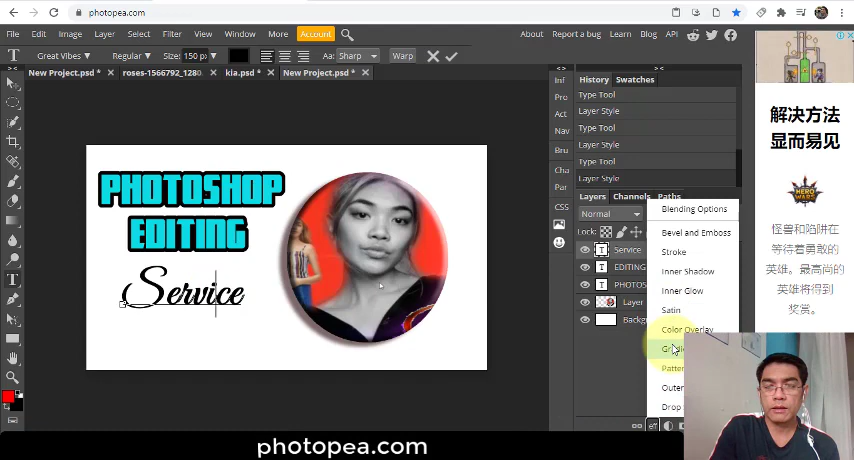 photopea.com
File Edit Image Layer Select Filter View Window More Account About Report a bug Learn Blog API
Great Vibes Regular Size: 150 px Aa: Sharp Warp
New Project.psd * roses-1566792_1280. kia.psd * New Project.psd *
Inf
Pro
Act
Nav
Bru
Cha
Par
CSS
History Swatches
Type Tool
Layer Style
Type Tool
Layer Style
Type Tool
Layer Style
Layers Channels Paths
Normal
Lock:
Service
EDITING
PHOTOS
Layer
Backg
Blending Options
Bevel and Emboss
Stroke
Inner Shadow
Inner Glow
Satin
Color Overlay
Gradie
Patter
Outer
Drop
eff
PHOTOSHOP
EDITING
Service
解决方法
显而易见
HERO
WARS
怪兽和陷阱在
等待着勇敢的
英雄。最高尚的
英雄将得到
奖赏。
photopea.com